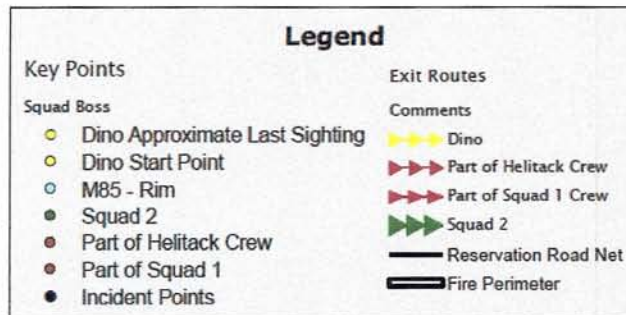 Legend
Key Points
Squad Boss
Dino Approximate Last Sighting
Dino Start Point
M85 - Rim
Squad 2
Part of Helitack Crew
Part of Squad 1
Incident Points
Exit Routes
Comments
Dino
Part of Helitack Crew
Part of Squad 1 Crew
Squad 2
Reservation Road Net
Fire Perimeter